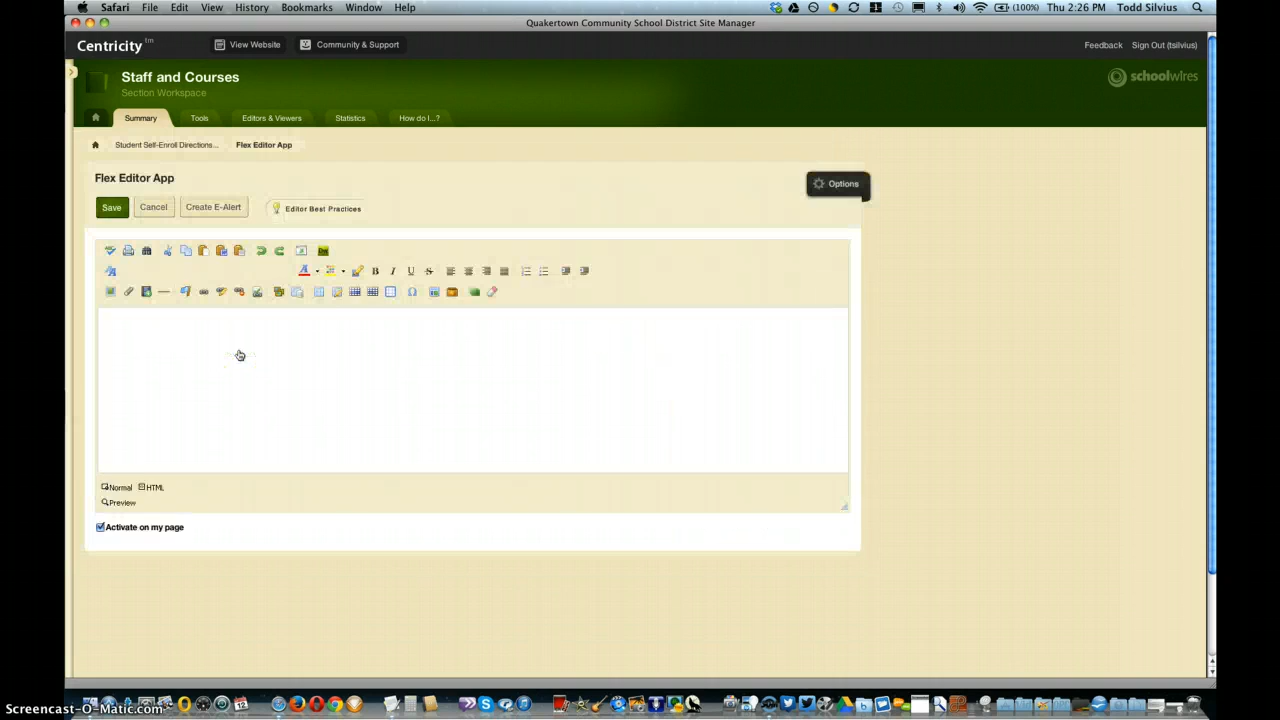 Safari File Edit View History Bookmarks Window Help (100%) Thu 2:26 PM Todd Silvius
Quakertown Community School District Site Manager
Centricity ™ View Website Community & Support Feedback Sign Out (tsilvius)
Staff and Courses
Section Workspace
schoolwires
Summary Tools Editors & Viewers Statistics How do I...?
Student Self-Enroll Directions... Flex Editor App
Flex Editor App
Options
Save Cancel Create E-Alert Editor Best Practices
Normal HTML
Preview
Activate on my page
Screencast-O-Matic.com